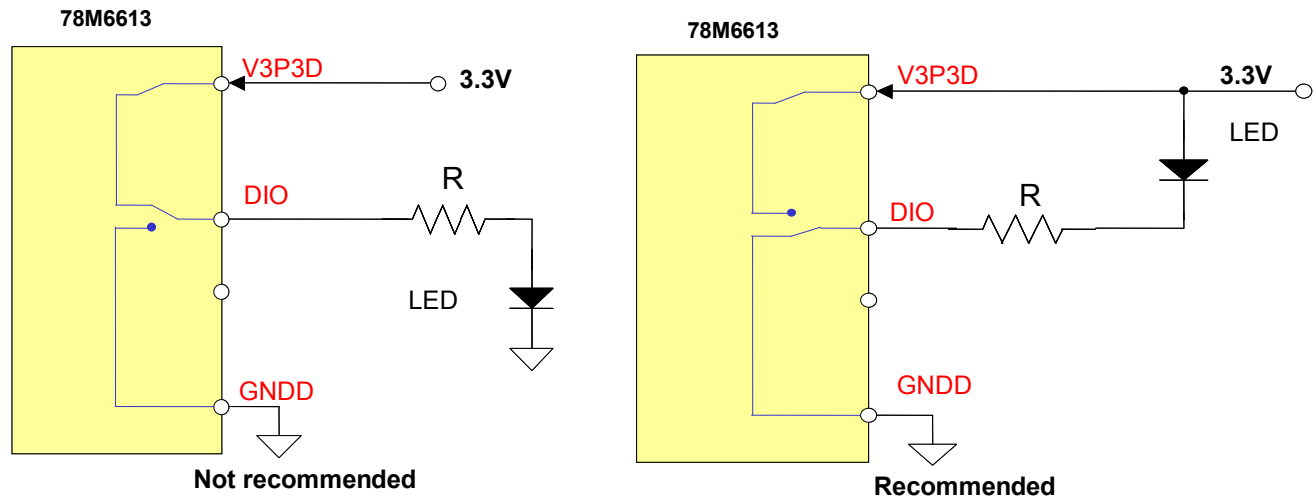 78M6613
V3P3D
3.3V
DIO
R
LED
GNDD
Not recommended
78M6613
V3P3D
3.3V
LED
R
DIO
GNDD
Recommended